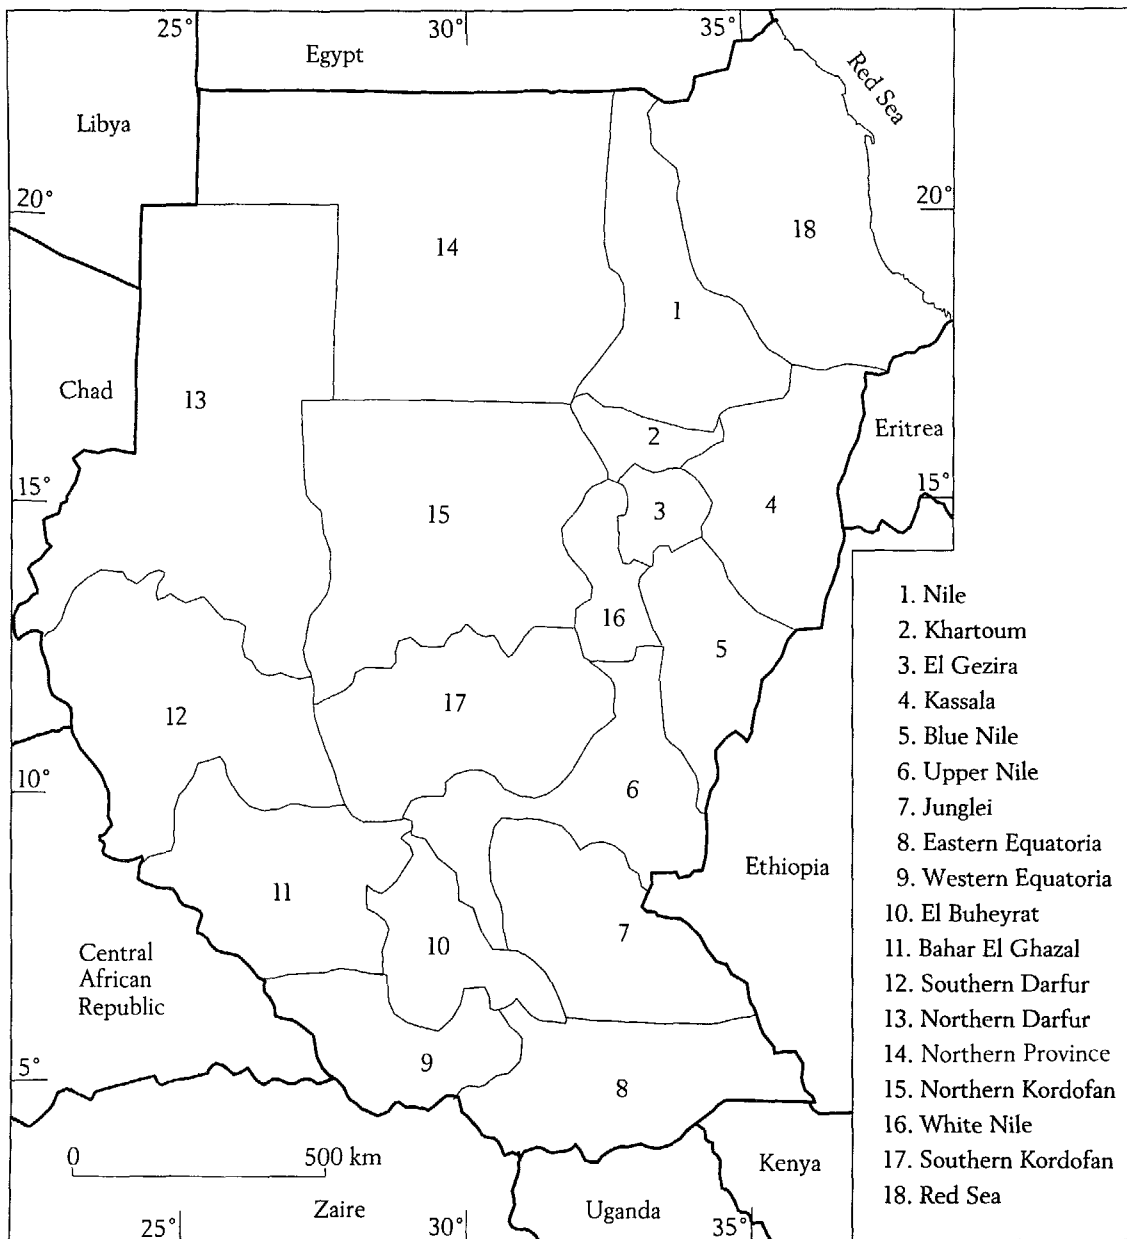 25°
30°
35°
Egypt
Red Sea
Libya
20°
20°
18
14
1
Chad
13
Eritrea
2
15°
15°
15
3
4
16
5
17
12
10°
6
Ethiopia
11
7
10
Central
African
Republic
9
5°
8
0
500 km
Kenya
Zaire
Uganda
25°
30°
35°
1. Nile
2. Khartoum
3. El Gezira
4. Kassala
5. Blue Nile
6. Upper Nile
7. Junglei
8. Eastern Equatoria
9. Western Equatoria
10. El Buheyrat
11. Bahar El Ghazal
12. Southern Darfur
13. Northern Darfur
14. Northern Province
15. Northern Kordofan
16. White Nile
17. Southern Kordofan
18. Red Sea